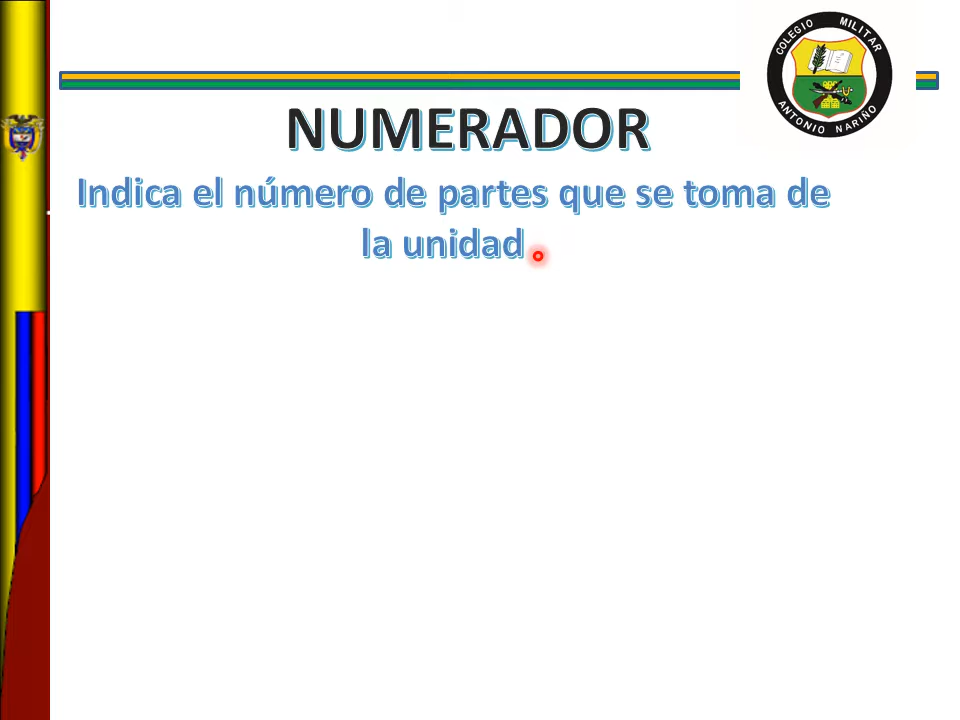 COLEGIO MILITAR
ANTONIO NARIÑO
NUMERADOR
Indica el número de partes que se toma de
la unidad